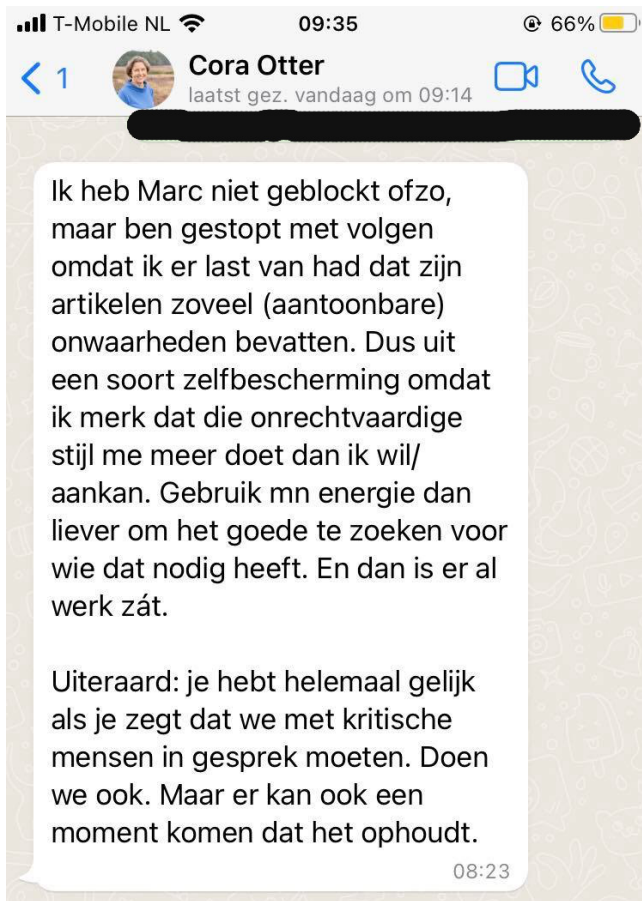 T-Mobile NL 09:35 66%
1 Cora Otter
laatst gez. vandaag om 09:14
Ik heb Marc niet geblockt ofzo,
maar ben gestopt met volgen
omdat ik er last van had dat zijn
artikelen zoveel (aantoonbare)
onwaarheden bevatten. Dus uit
een soort zelfbescherming omdat
ik merk dat die onrechtvaardige
stijl me meer doet dan ik wil/
aankan. Gebruik mn energie dan
liever om het goede te zoeken voor
wie dat nodig heeft. En dan is er al
werk zát.
Uiteraard: je hebt helemaal gelijk
als je zegt dat we met kritische
mensen in gesprek moeten. Doen
we ook. Maar er kan ook een
moment komen dat het ophoudt.
08:23